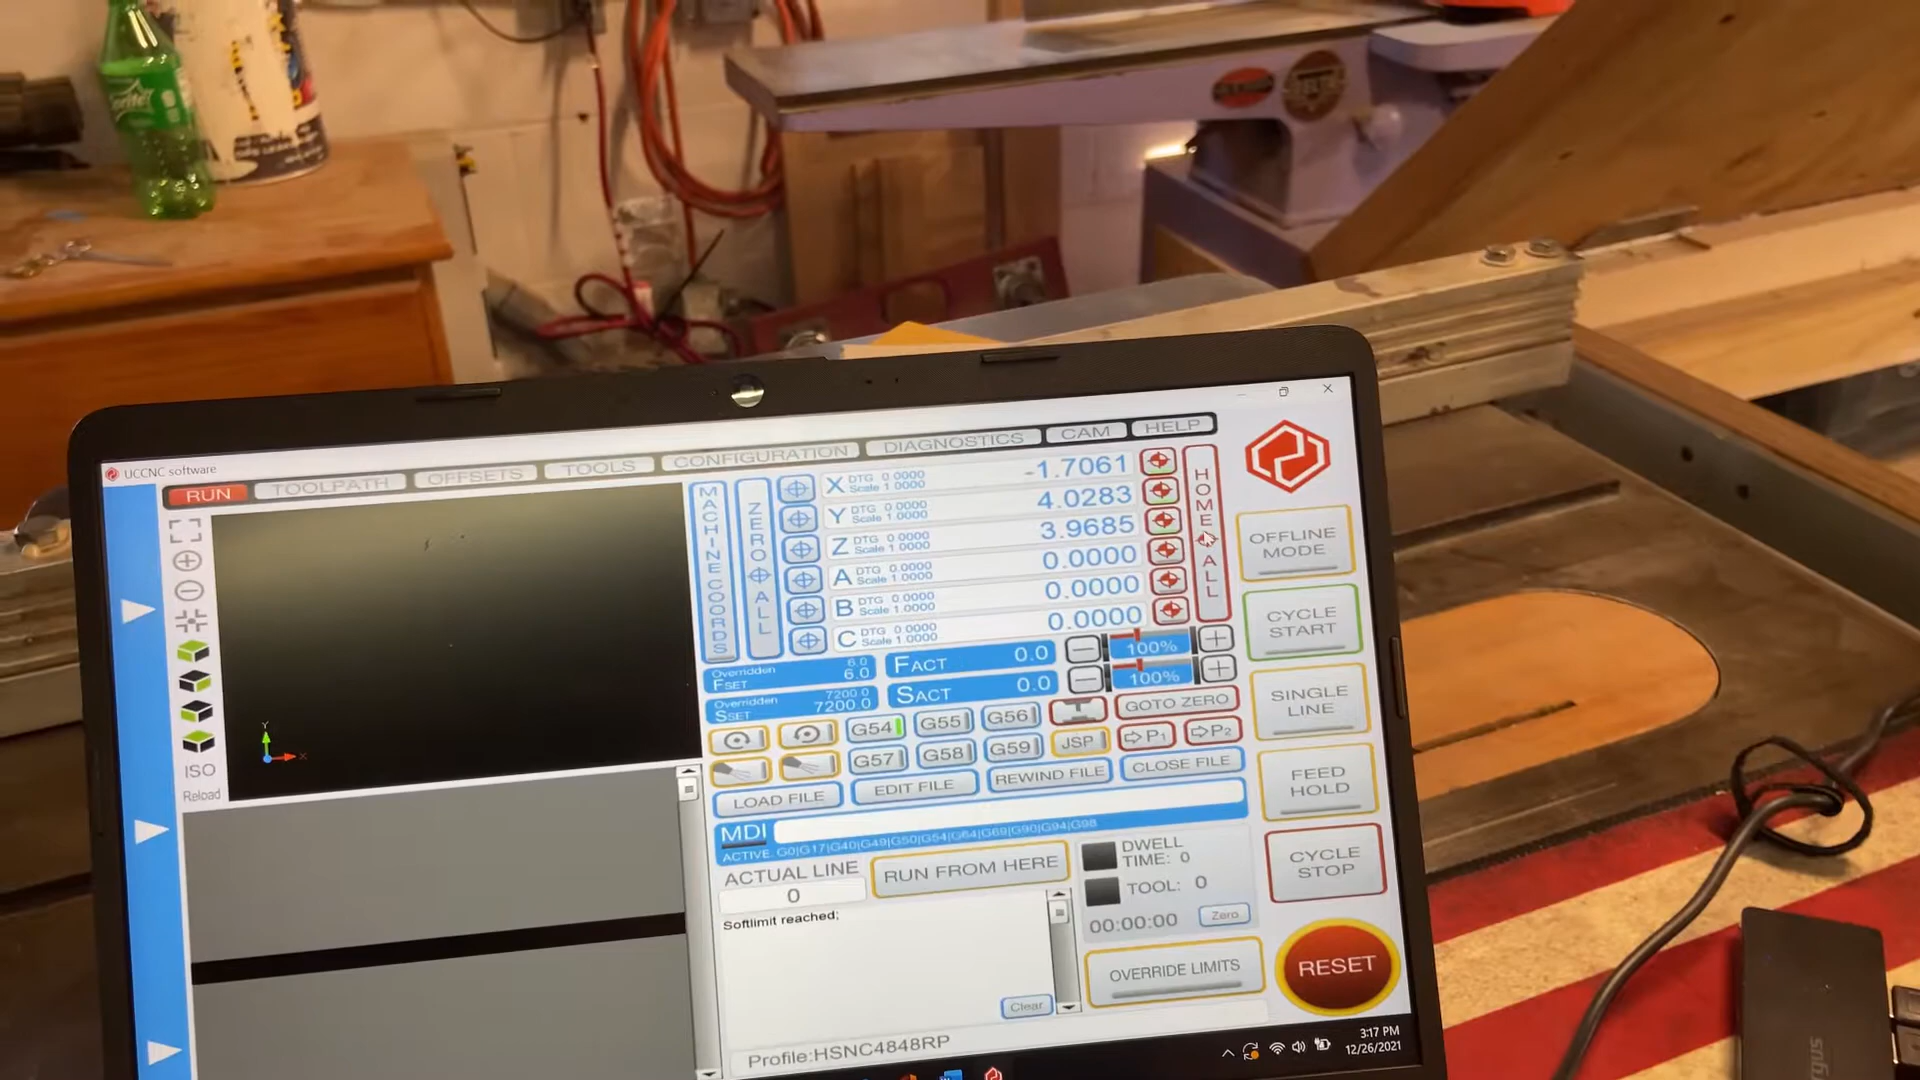 Sprite
UCCNC software
RUN
TOOLPATH
OFFSETS
TOOLS
CONFIGURATION
DIAGNOSTICS
CAM
HELP
MACHINE COORDS
ZERO ALL
X DTG 0.0000 Scale 1.0000 -1.7061
Y DTG 0.0000 Scale 1.0000 4.0283
Z DTG 0.0000 Scale 1.0000 3.9685
A DTG 0.0000 Scale 1.0000 0.0000
B DTG 0.0000 Scale 1.0000 0.0000
C DTG 0.0000 Scale 1.0000 0.0000
HOME ALL
OFFLINE
MODE
CYCLE
START
SINGLE
LINE
FEED
HOLD
CYCLE
STOP
RESET
Y
X
ISO
Reload
Overridden 6.0
FSET 6.0
FACT 0.0
100%
Overridden 7200.0
SSET 7200.0
SACT 0.0
100%
G54 G55 G56
GOTO ZERO
G57 G58 G59 JSP P1 P2
LOAD FILE
EDIT FILE
REWIND FILE
CLOSE FILE
MDI
ACTIVE: G0|G17|G40|G49|G50|G54|G64|G69|G90|G94|G98
ACTUAL LINE
0
RUN FROM HERE
DWELL
TIME: 0
TOOL: 0
00:00:00 Zero
Softlimit reached;
Clear
OVERRIDE LIMITS
Profile:HSNC4848RP
3:17 PM
12/26/2021